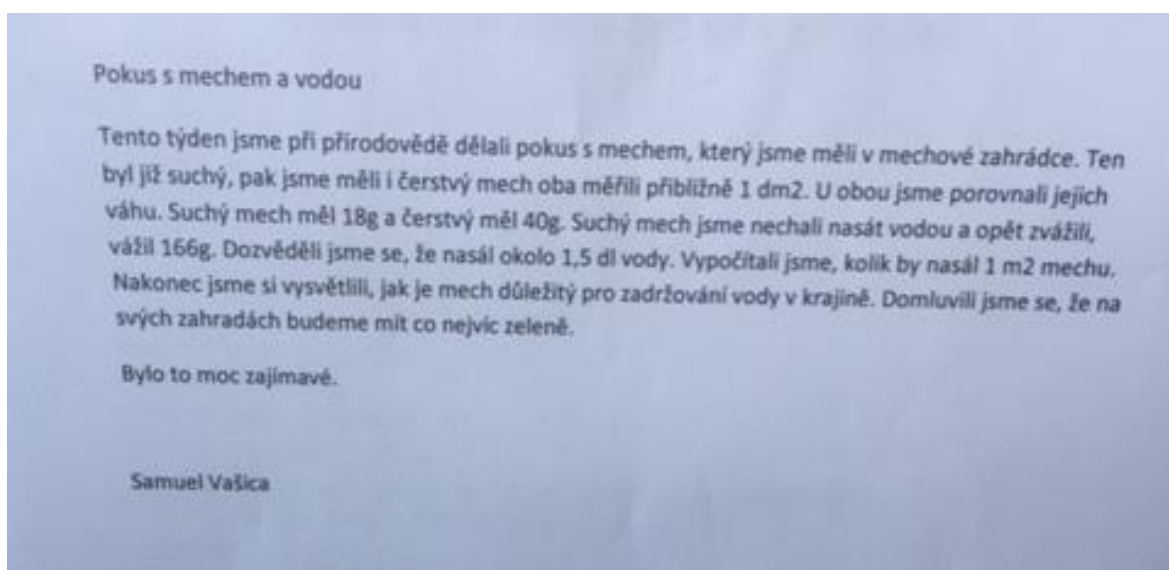 Pokus s mechem a vodou
Tento týden jsme při přírodovědě dělali pokus s mechem, který jsme měli v mechové zahrádce. Ten
byl již suchý, pak jsme měli i čerstvý mech oba měřili přibližně 1 dm2. U obou jsme porovnali jejich
váhu. Suchý mech měl 18g a čerstvý měl 40g. Suchý mech jsme nechali nasát vodou a opět zvážili,
vážil 166g. Dozvěděli jsme se, že nasál okolo 1,5 dl vody. Vypočítali jsme, kolik by nasál 1 m2 mechu.
Nakonec jsme si vysvětlili, jak je mech důležitý pro zadržování vody v krajině. Domluvili jsme se, že na
svých zahradách budeme mít co nejvíc zeleně.
Bylo to moc zajímavé.
Samuel Vašica